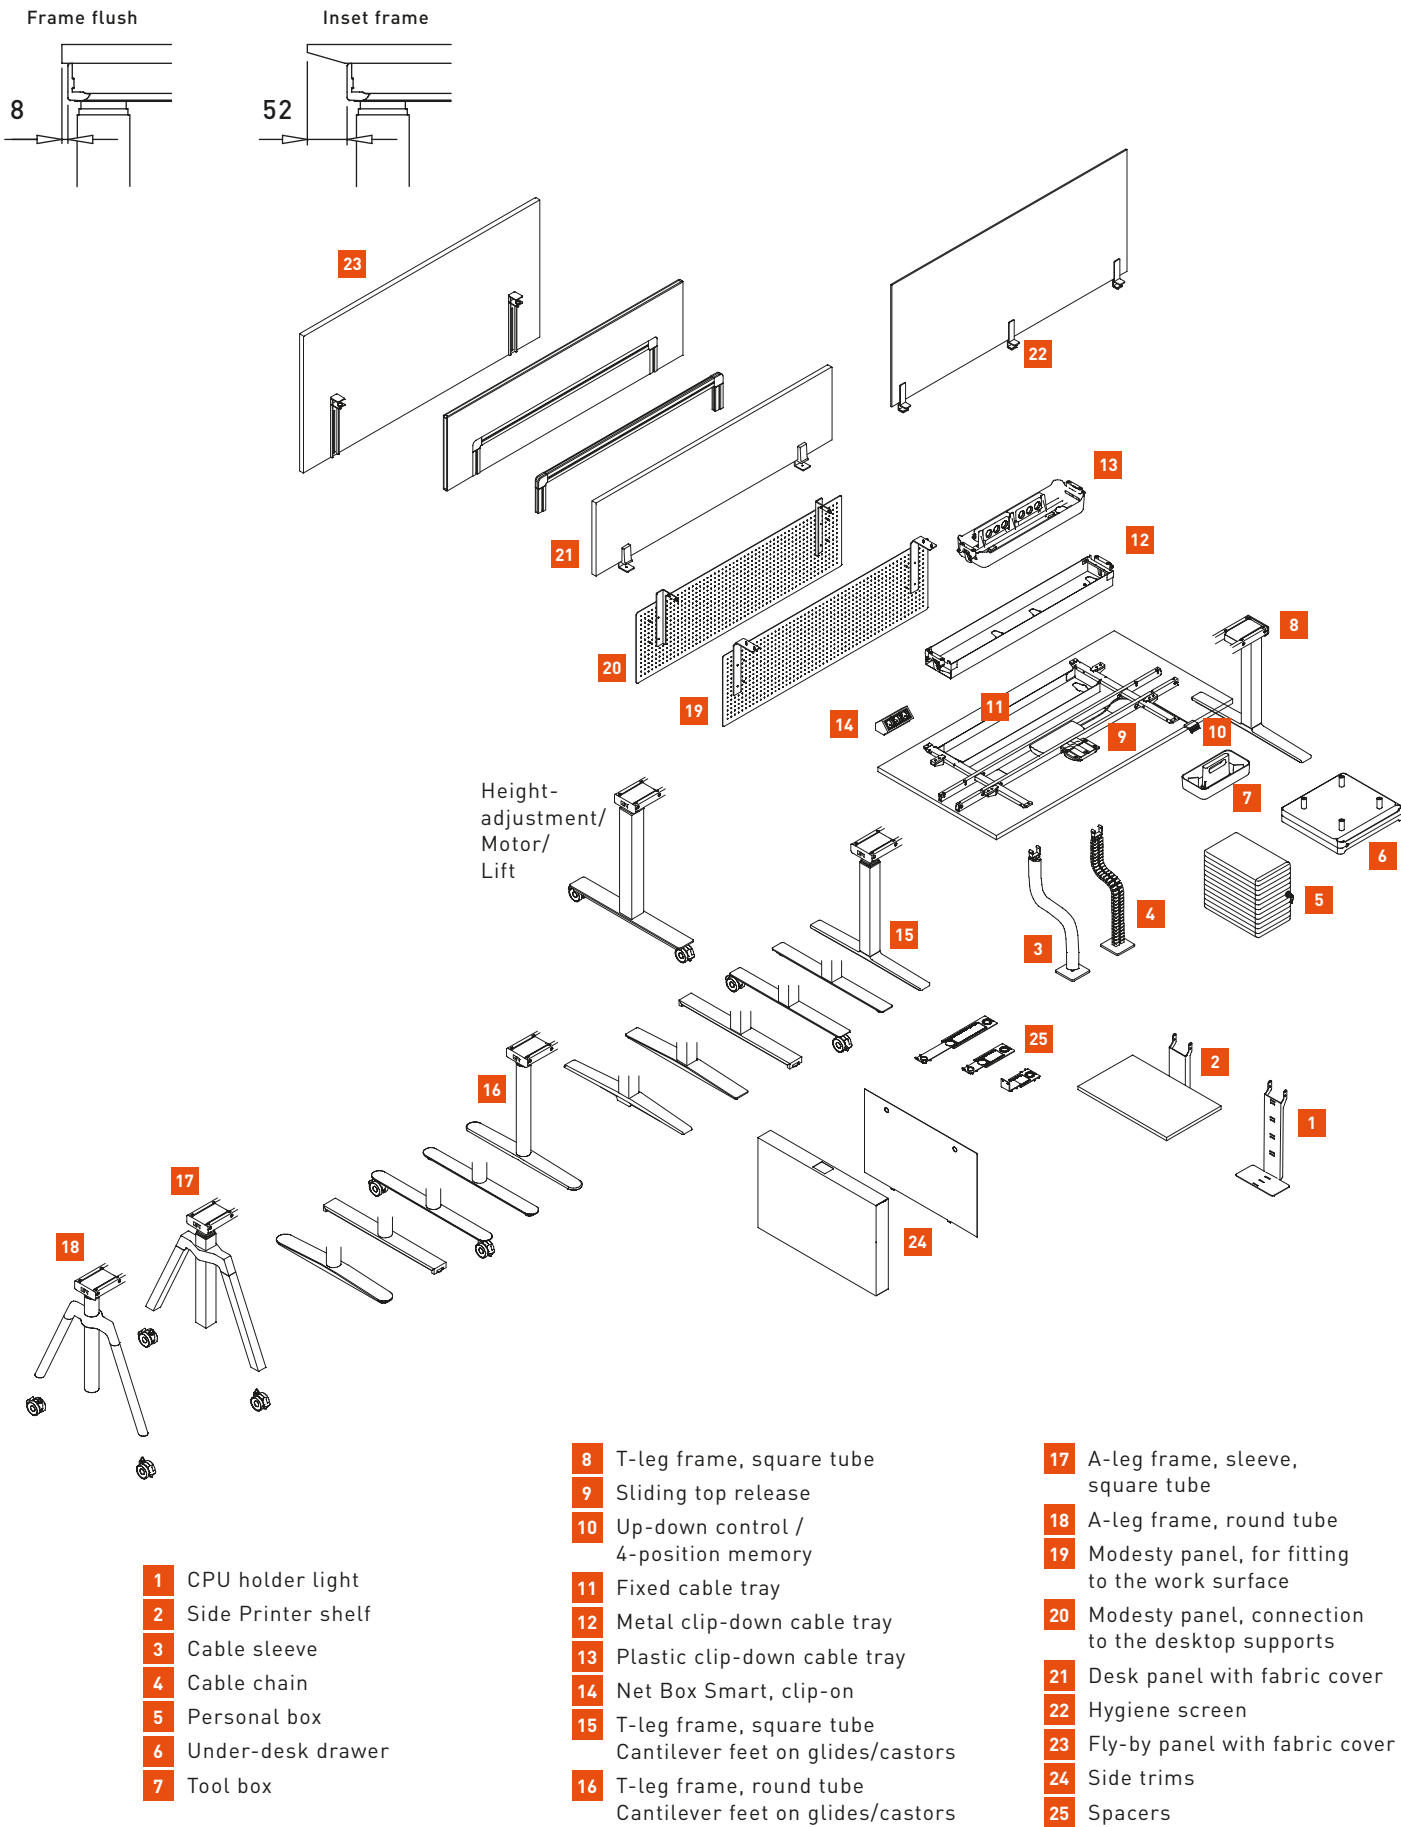 Frame flush
Inset frame
8
52
23
22
13
21
12
8
20
19
11
14
9
10
7
Height-
adjustment/
Motor/
Lift
6
5
4
15
3
25
2
16
1
17
24
18
1 CPU holder light
2 Side Printer shelf
3 Cable sleeve
4 Cable chain
5 Personal box
6 Under-desk drawer
7 Tool box
8 T-leg frame, square tube
9 Sliding top release
10 Up-down control /
4-position memory
11 Fixed cable tray
12 Metal clip-down cable tray
13 Plastic clip-down cable tray
14 Net Box Smart, clip-on
15 T-leg frame, square tube
Cantilever feet on glides/castors
16 T-leg frame, round tube
Cantilever feet on glides/castors
17 A-leg frame, sleeve,
square tube
18 A-leg frame, round tube
19 Modesty panel, for fitting
to the work surface
20 Modesty panel, connection
to the desktop supports
21 Desk panel with fabric cover
22 Hygiene screen
23 Fly-by panel with fabric cover
24 Side trims
25 Spacers